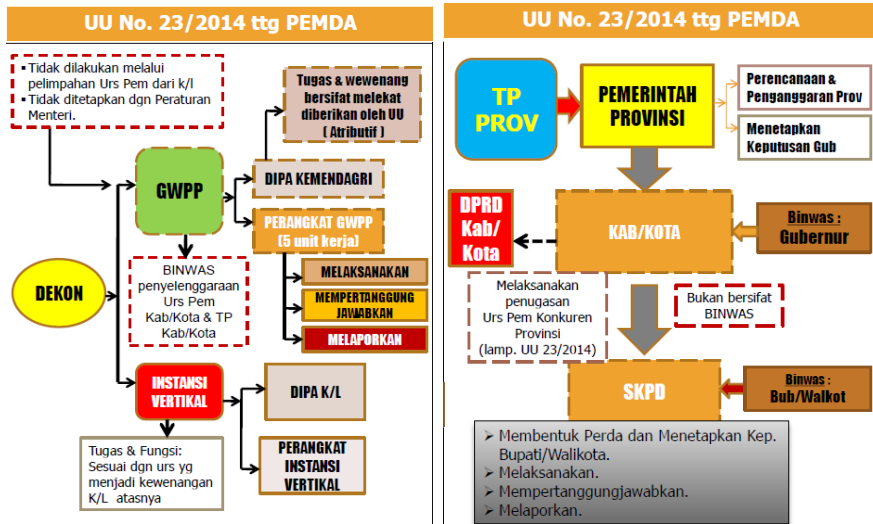 UU No. 23/2014 ttg PEMDA
▪ Tidak dilakukan melalui
pelimpahan Urs Pem dari k/l
▪ Tidak ditetapkan dgn Peraturan
Menteri.
Tugas & wewenang
bersifat melekat
diberikan oleh UU
( Atributif )
GWPP
DIPA KEMENDAGRI
PERANGKAT GWPP
(5 unit kerja)
BINWAS
penyelenggaraan
Urs Pem
Kab/Kota & TP
Kab/Kota
MELAKSANAKAN
MEMPERTANGGUNG
JAWABKAN
MELAPORKAN
DEKON
INSTANSI
VERTIKAL
DIPA K/L
PERANGKAT
INSTANSI
VERTIKAL
Tugas & Fungsi:
Sesuai dgn urs yg
menjadi kewenangan
K/L atasnya
UU No. 23/2014 ttg PEMDA
TP
PROV
PEMERINTAH
PROVINSI
Perencanaan &
Penganggaran Prov
Menetapkan
Keputusan Gub
DPRD
Kab/
Kota
KAB/KOTA
Binwas :
Gubernur
Melaksanakan
penugasan
Urs Pem Konkuren
Provinsi
(lamp. UU 23/2014)
Bukan bersifat
BINWAS
SKPD
Binwas :
Bub/Walkot
➢ Membentuk Perda dan Menetapkan Kep.
Bupati/Walikota.
➢ Melaksanakan.
➢ Mempertanggungjawabkan.
➢ Melaporkan.